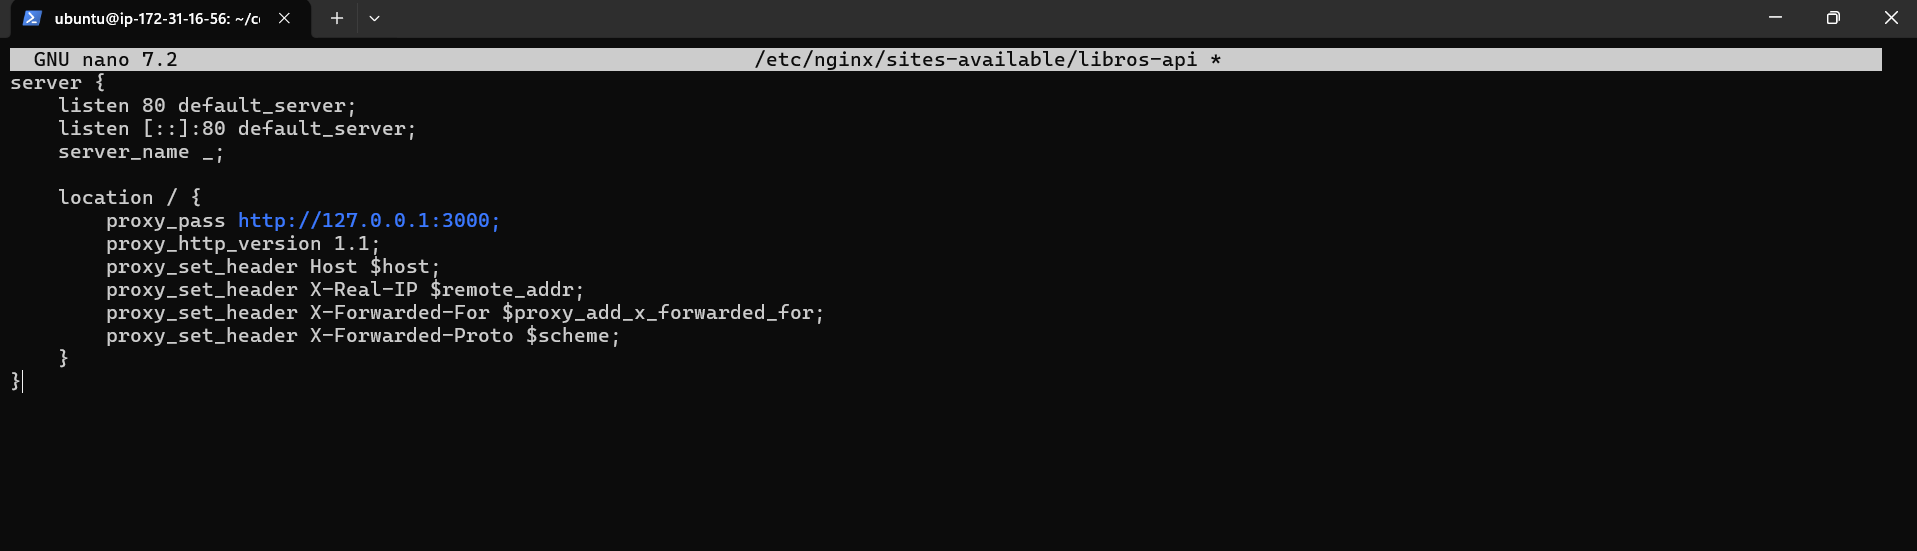 ubuntu@ip-172-31-16-56: ~/c
GNU nano 7.2 /etc/nginx/sites-available/libros-api *
server {
    listen 80 default_server;
    listen [::]:80 default_server;
    server_name _;

    location / {
        proxy_pass http://127.0.0.1:3000;
        proxy_http_version 1.1;
        proxy_set_header Host $host;
        proxy_set_header X-Real-IP $remote_addr;
        proxy_set_header X-Forwarded-For $proxy_add_x_forwarded_for;
        proxy_set_header X-Forwarded-Proto $scheme;
    }
}